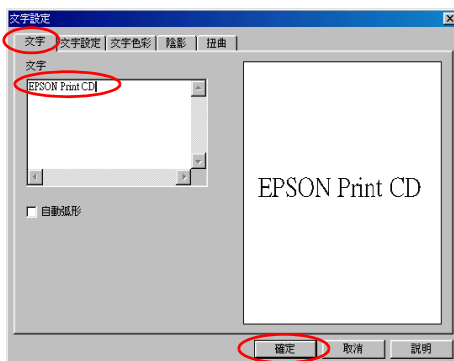 文字設定
文字 文字設定 文字色彩 陰影 扭曲
文字
EPSON Print CD
EPSON Print CD
自動弧形
確定 取消 説明